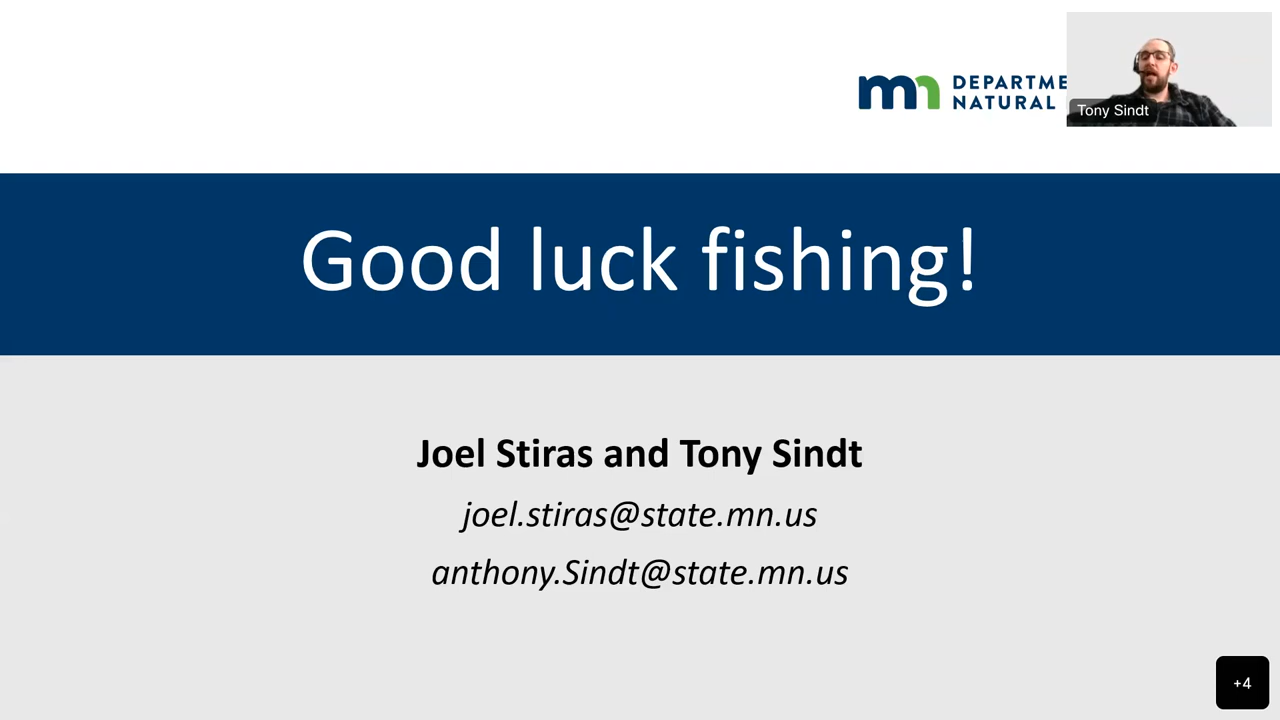 DEPARTME
NATURAL
Tony Sindt
Good luck fishing!
Joel Stiras and Tony Sindt
joel.stiras@state.mn.us
anthony.Sindt@state.mn.us
+4